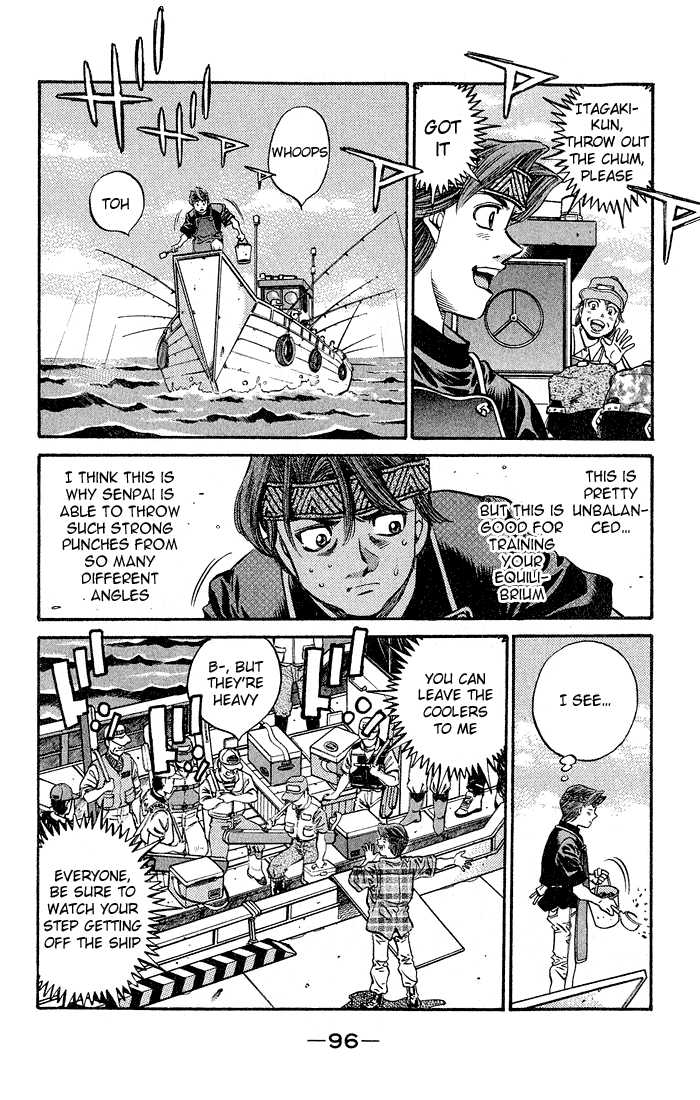 ITAGAKI-
KUN,
THROW OUT
THE CHUM,
PLEASE
GOT
IT
WHOOPS
TOH
THIS IS
PRETTY
UNBALAN-
CED...
BUT THIS IS
GOOD FOR
TRAINING
YOUR
EQUILI-
BRIUM
I THINK THIS IS
WHY SENPAI IS
ABLE TO THROW
SUCH STRONG
PUNCHES FROM
SO MANY
DIFFERENT
ANGLES
I SEE...
YOU CAN
LEAVE THE
COOLERS
TO ME
B-, BUT
THEY'RE
HEAVY
EVERYONE,
BE SURE TO
WATCH YOUR
STEP GETTING
OFF THE SHIP
—96—